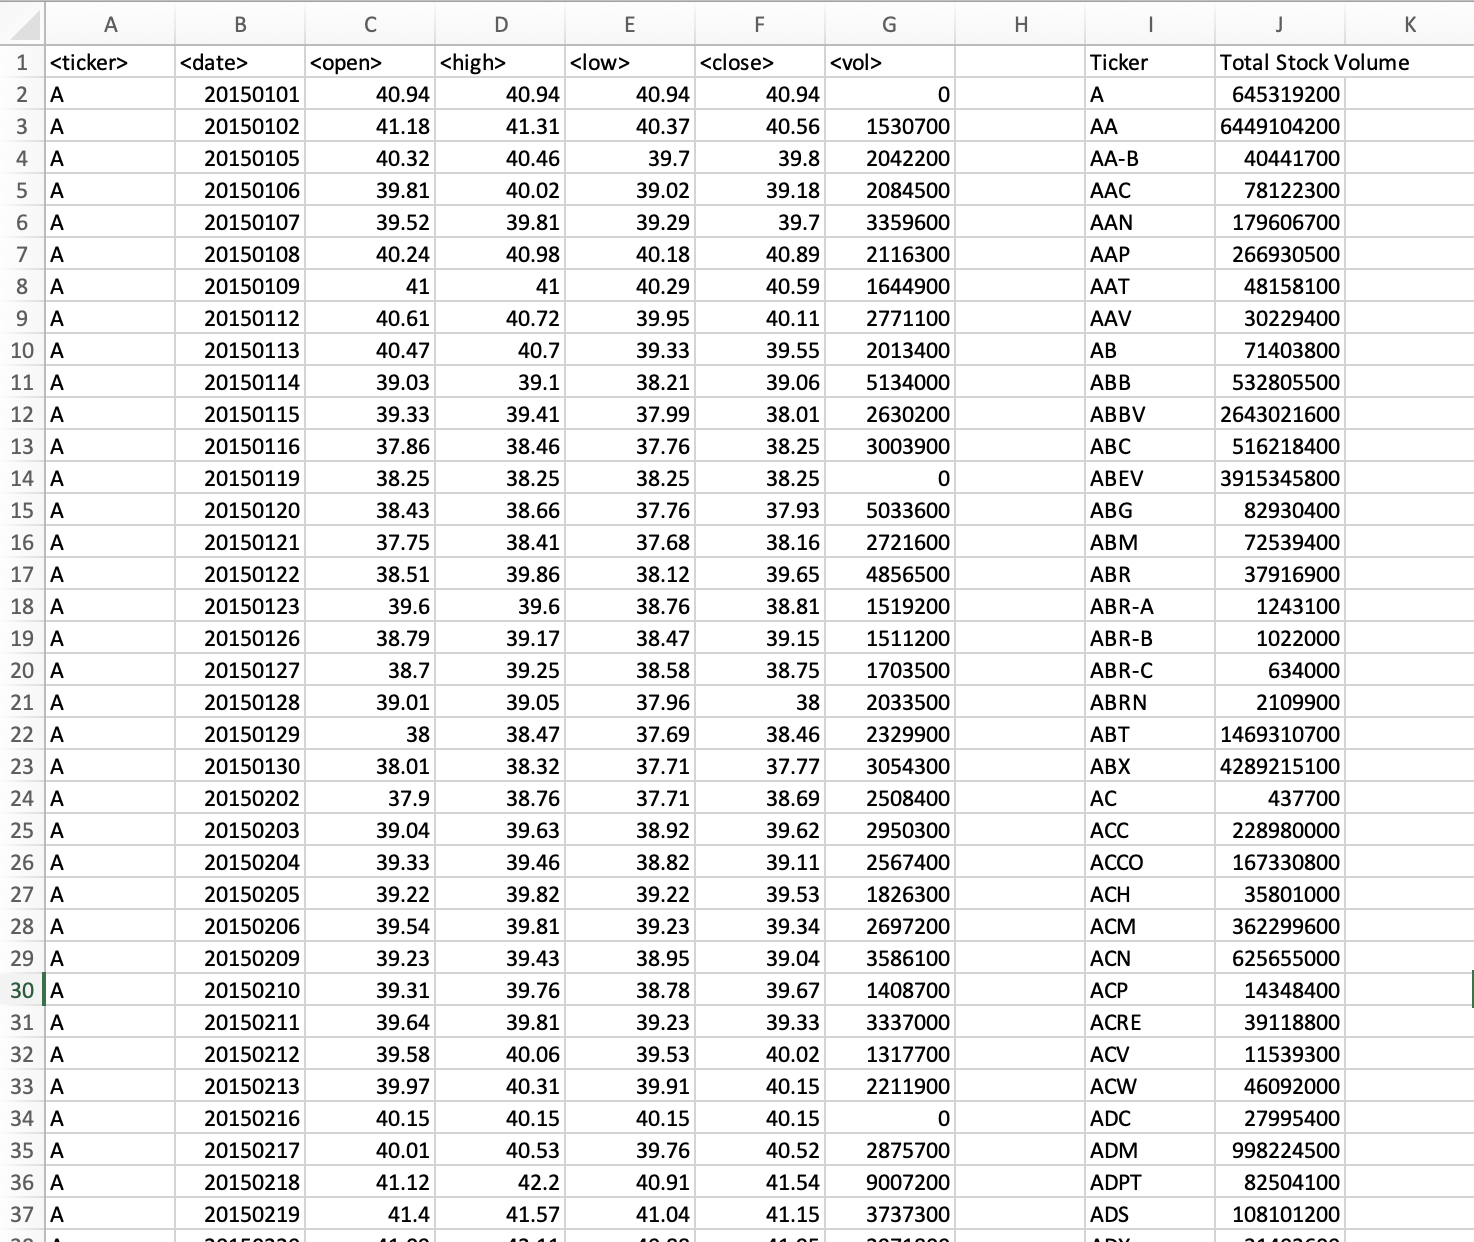 A B C D E F G H I J K
1 <ticker> <date> <open> <high> <low> <close> <vol> Ticker Total Stock Volume
2 A 20150101 40.94 40.94 40.94 40.94 0 A 645319200
3 A 20150102 41.18 41.31 40.37 40.56 1530700 AA 6449104200
4 A 20150105 40.32 40.46 39.7 39.8 2042200 AA-B 40441700
5 A 20150106 39.81 40.02 39.02 39.18 2084500 AAC 78122300
6 A 20150107 39.52 39.81 39.29 39.7 3359600 AAN 179606700
7 A 20150108 40.24 40.98 40.18 40.89 2116300 AAP 266930500
8 A 20150109 41 41 40.29 40.59 1644900 AAT 48158100
9 A 20150112 40.61 40.72 39.95 40.11 2771100 AAV 30229400
10 A 20150113 40.47 40.7 39.33 39.55 2013400 AB 71403800
11 A 20150114 39.03 39.1 38.21 39.06 5134000 ABB 532805500
12 A 20150115 39.33 39.41 37.99 38.01 2630200 ABBV 2643021600
13 A 20150116 37.86 38.46 37.76 38.25 3003900 ABC 516218400
14 A 20150119 38.25 38.25 38.25 38.25 0 ABEV 3915345800
15 A 20150120 38.43 38.66 37.76 37.93 5033600 ABG 82930400
16 A 20150121 37.75 38.41 37.68 38.16 2721600 ABM 72539400
17 A 20150122 38.51 39.86 38.12 39.65 4856500 ABR 37916900
18 A 20150123 39.6 39.6 38.76 38.81 1519200 ABR-A 1243100
19 A 20150126 38.79 39.17 38.47 39.15 1511200 ABR-B 1022000
20 A 20150127 38.7 39.25 38.58 38.75 1703500 ABR-C 634000
21 A 20150128 39.01 39.05 37.96 38 2033500 ABRN 2109900
22 A 20150129 38 38.47 37.69 38.46 2329900 ABT 1469310700
23 A 20150130 38.01 38.32 37.71 37.77 3054300 ABX 4289215100
24 A 20150202 37.9 38.76 37.71 38.69 2508400 AC 437700
25 A 20150203 39.04 39.63 38.92 39.62 2950300 ACC 228980000
26 A 20150204 39.33 39.46 38.82 39.11 2567400 ACCO 167330800
27 A 20150205 39.22 39.82 39.22 39.53 1826300 ACH 35801000
28 A 20150206 39.54 39.81 39.23 39.34 2697200 ACM 362299600
29 A 20150209 39.23 39.43 38.95 39.04 3586100 ACN 625655000
30 A 20150210 39.31 39.76 38.78 39.67 1408700 ACP 14348400
31 A 20150211 39.64 39.81 39.23 39.33 3337000 ACRE 39118800
32 A 20150212 39.58 40.06 39.53 40.02 1317700 ACV 11539300
33 A 20150213 39.97 40.31 39.91 40.15 2211900 ACW 46092000
34 A 20150216 40.15 40.15 40.15 40.15 0 ADC 27995400
35 A 20150217 40.01 40.53 39.76 40.52 2875700 ADM 998224500
36 A 20150218 41.12 42.2 40.91 41.54 9007200 ADPT 82504100
37 A 20150219 41.4 41.57 41.04 41.15 3737300 ADS 108101200